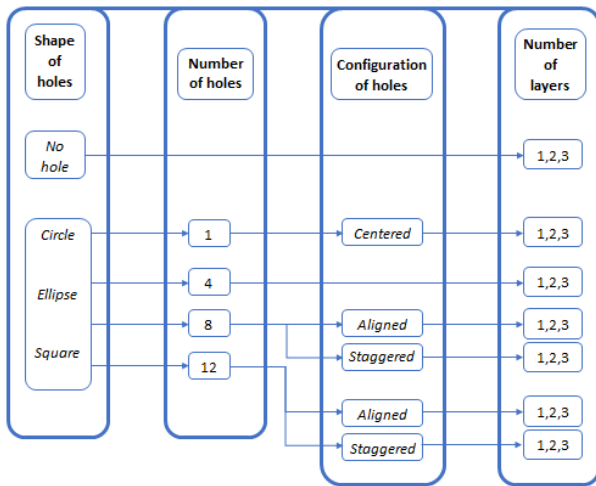 Shape
of
holes
Number
of holes
Configuration
of holes
Number
of
layers
No
hole
1,2,3
Circle
1
Centered
1,2,3
Ellipse
4
1,2,3
8
Aligned
1,2,3
Square
Staggered
1,2,3
12
Aligned
1,2,3
Staggered
1,2,3